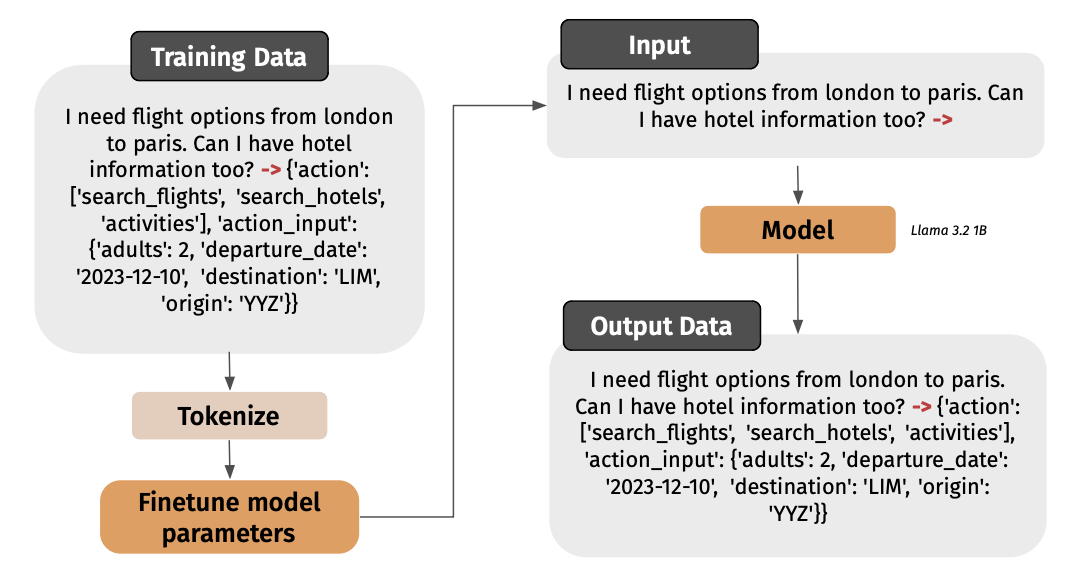 Training Data
I need flight options from london
to paris. Can I have hotel
information too? -> {'action':
['search_flights', 'search_hotels',
'activities'], 'action_input':
{'adults': 2, 'departure_date':
'2023-12-10', 'destination': 'LIM',
'origin': 'YYZ'}}
Tokenize
Finetune model
parameters
Input
I need flight options from london to paris. Can
I have hotel information too? ->
Model
Llama 3.2 1B
Output Data
I need flight options from london to paris.
Can I have hotel information too? -> {'action':
['search_flights', 'search_hotels', 'activities'],
'action_input': {'adults': 2, 'departure_date':
'2023-12-10', 'destination': 'LIM', 'origin':
'YYZ'}}